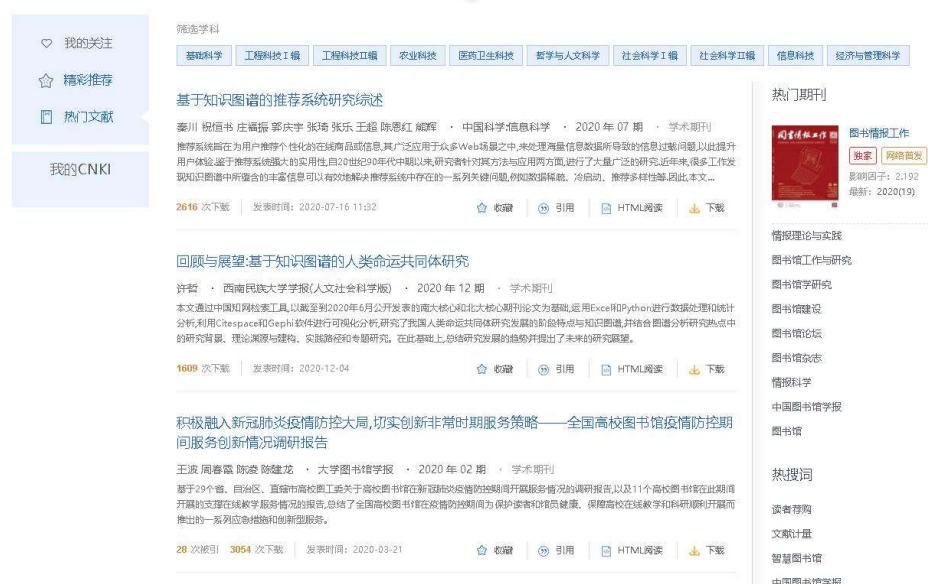 我的关注
精彩推荐
热门文献
我的CNKI
筛选学科
基础科学 工程科技Ⅰ辑 工程科技Ⅱ辑 农业科技 医药卫生科技 哲学与人文科学 社会科学Ⅰ辑 社会科学Ⅱ辑 信息科技 经济与管理科学
基于知识图谱的推荐系统研究综述
秦川 祝恒书 庄福振 郭庆宇 张琦 张乐 王超 陈恩红 熊辉 · 中国科学:信息科学 · 2020 年 07 期 · 学术期刊
推荐系统旨在为用户推荐个性化的在线商品或信息,其广泛应用于众多Web场景之中,来处理海量信息数据所导致的信息过载问题,以此提升
用户体验.鉴于推荐系统强大的实用性,自20世纪90年代中期以来,研究者针对其方法与应用两方面,进行了大量广泛的研究.近年来,很多工作发
现知识图谱中所蕴含的丰富信息可以有效地解决推荐系统中存在的一系列关键问题,例如数据稀疏、冷启动、推荐多样性等.因此,本文...
2616 次下载 发表时间：2020-07-16 11:32 收藏 引用 HTML阅读 下载
回顾与展望:基于知识图谱的人类命运共同体研究
许哲 · 西南民族大学学报(人文社会科学版) · 2020 年 12 期 · 学术期刊
本文通过中国知网检索工具,以截至到2020年6月公开发表的南大核心和北大核心期刊论文为基础,运用Excel和Python进行数据处理和统计
分析,利用Citespace和Gephi软件进行可视化分析,研究了我国人类命运共同体研究发展的阶段特点与知识图谱,并结合图谱分析研究热点中
的研究背景、理论渊源与建构、实践路径和专题研究。在此基础上,总结研究发展的趋势并提出了未来的研究展望。
1609 次下载 发表时间：2020-12-04 收藏 引用 HTML阅读 下载
积极融入新冠肺炎疫情防控大局,切实创新非常时期服务策略——全国高校图书馆疫情防控期
间服务创新情况调研报告
王波 周春霞 陈凌 陈建龙 · 大学图书馆学报 · 2020 年 02 期 · 学术期刊
基于29个省、自治区、直辖市高校图工委关于高校图书馆在新冠肺炎疫情防控期间开展服务情况的调研报告,以及11个高校图书馆在此期间
开展的支撑在线教学服务情况的报告,总结了全国高校图书馆在疫情防控期间为保护读者和馆员健康、保障高校在线教学和科研顺利开展而
推出的一系列应急措施和创新型服务。
28 次被引 3054 次下载 发表时间：2020-03-21 收藏 引用 HTML阅读 下载
热门期刊
图书情报工作
图书情报工作
独家 网络首发
影响因子：2.192
最新：2020(19)
情报理论与实践
图书馆工作与研究
图书馆学研究
图书馆建设
图书馆论坛
图书馆杂志
情报科学
中国图书馆学报
图书馆
热搜词
读者荐购
文献计量
智慧图书馆
中国图书馆学报